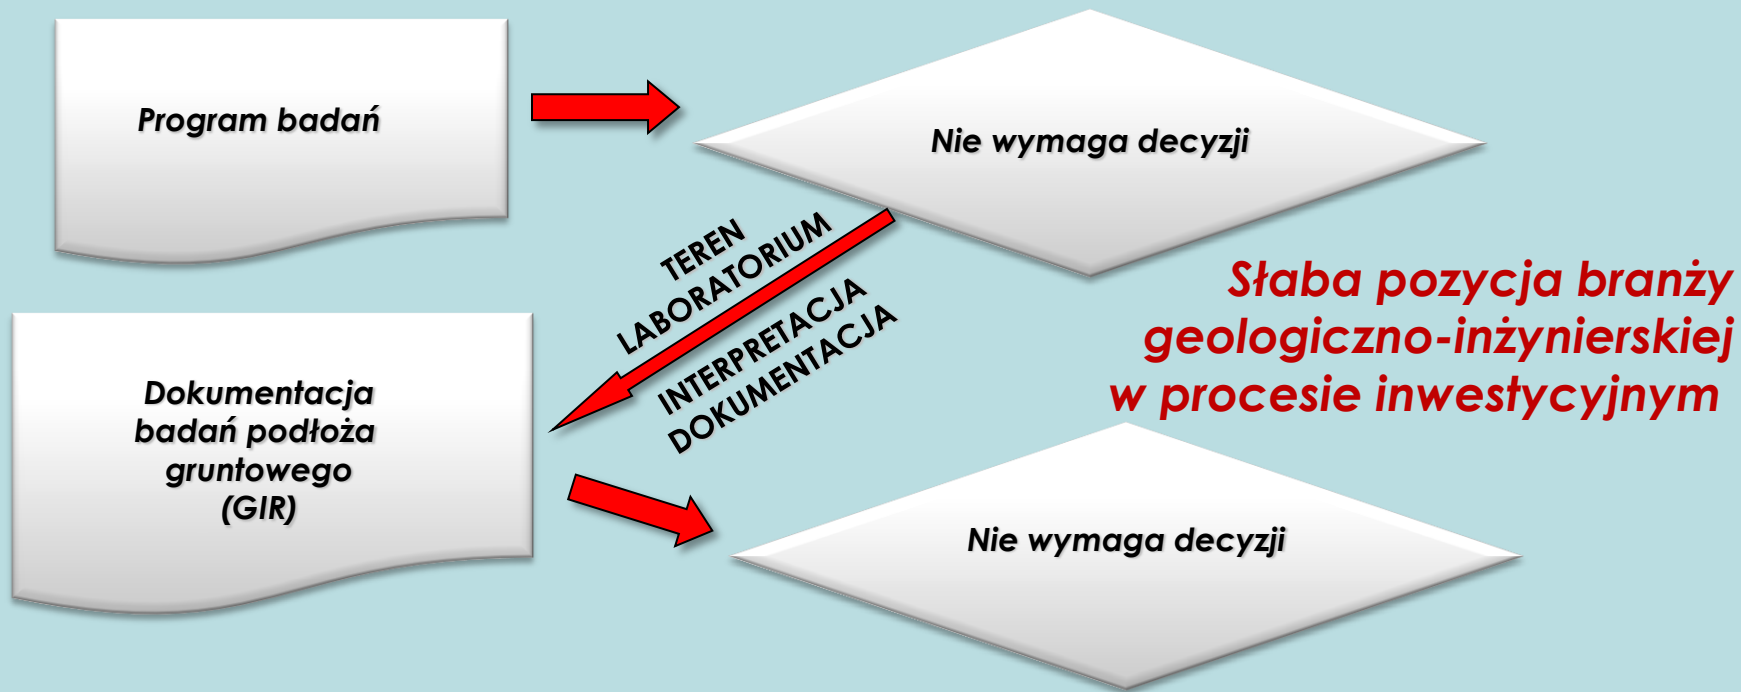 Program badań
Nie wymaga decyzji
TEREN
LABORATORIUM
INTERPRETACJA
DOKUMENTACJA
Słaba pozycja branży
geologiczno-inżynierskiej
w procesie inwestycyjnym
Dokumentacja
badań podłoża
gruntowego
(GIR)
Nie wymaga decyzji